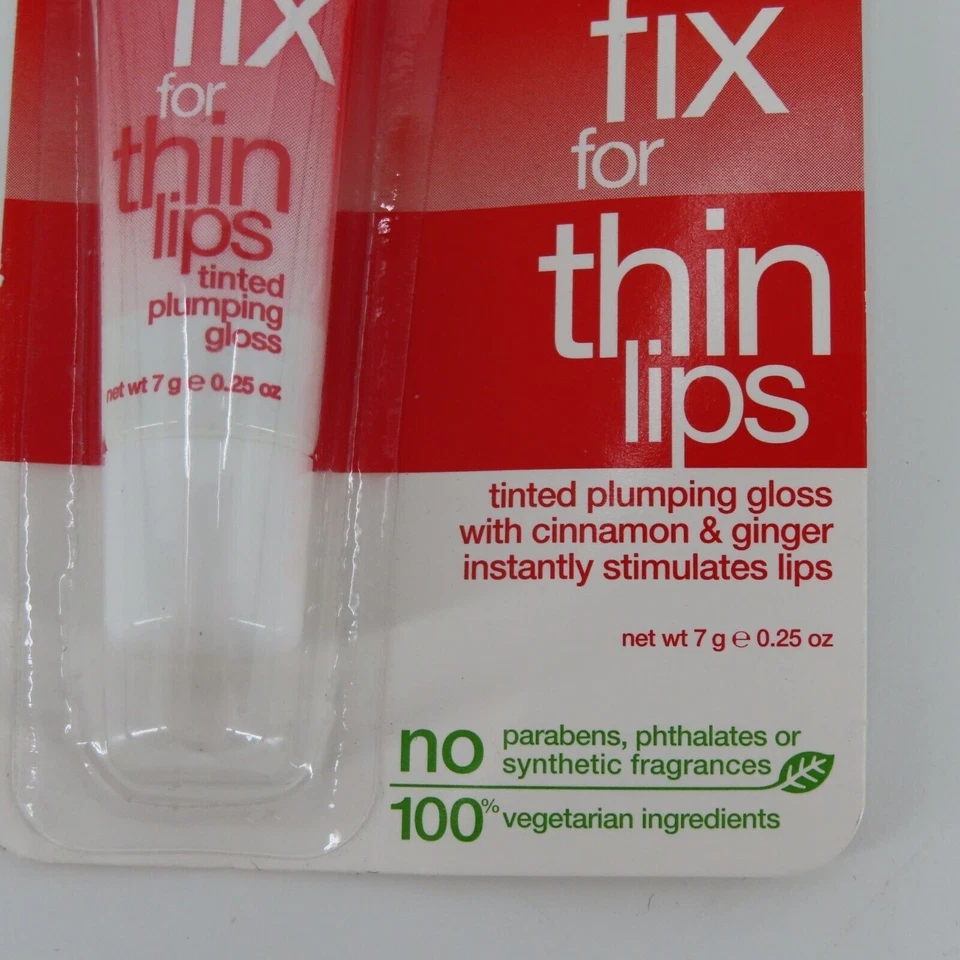 fix
for
thin
lips
tinted
plumping
gloss
net wt 7 g e 0.25 oz
fix
for
thin
lips
tinted plumping gloss
with cinnamon & ginger
instantly stimulates lips
net wt 7 g e 0.25 oz
no parabens, phthalates or
synthetic fragrances
100% vegetarian ingredients